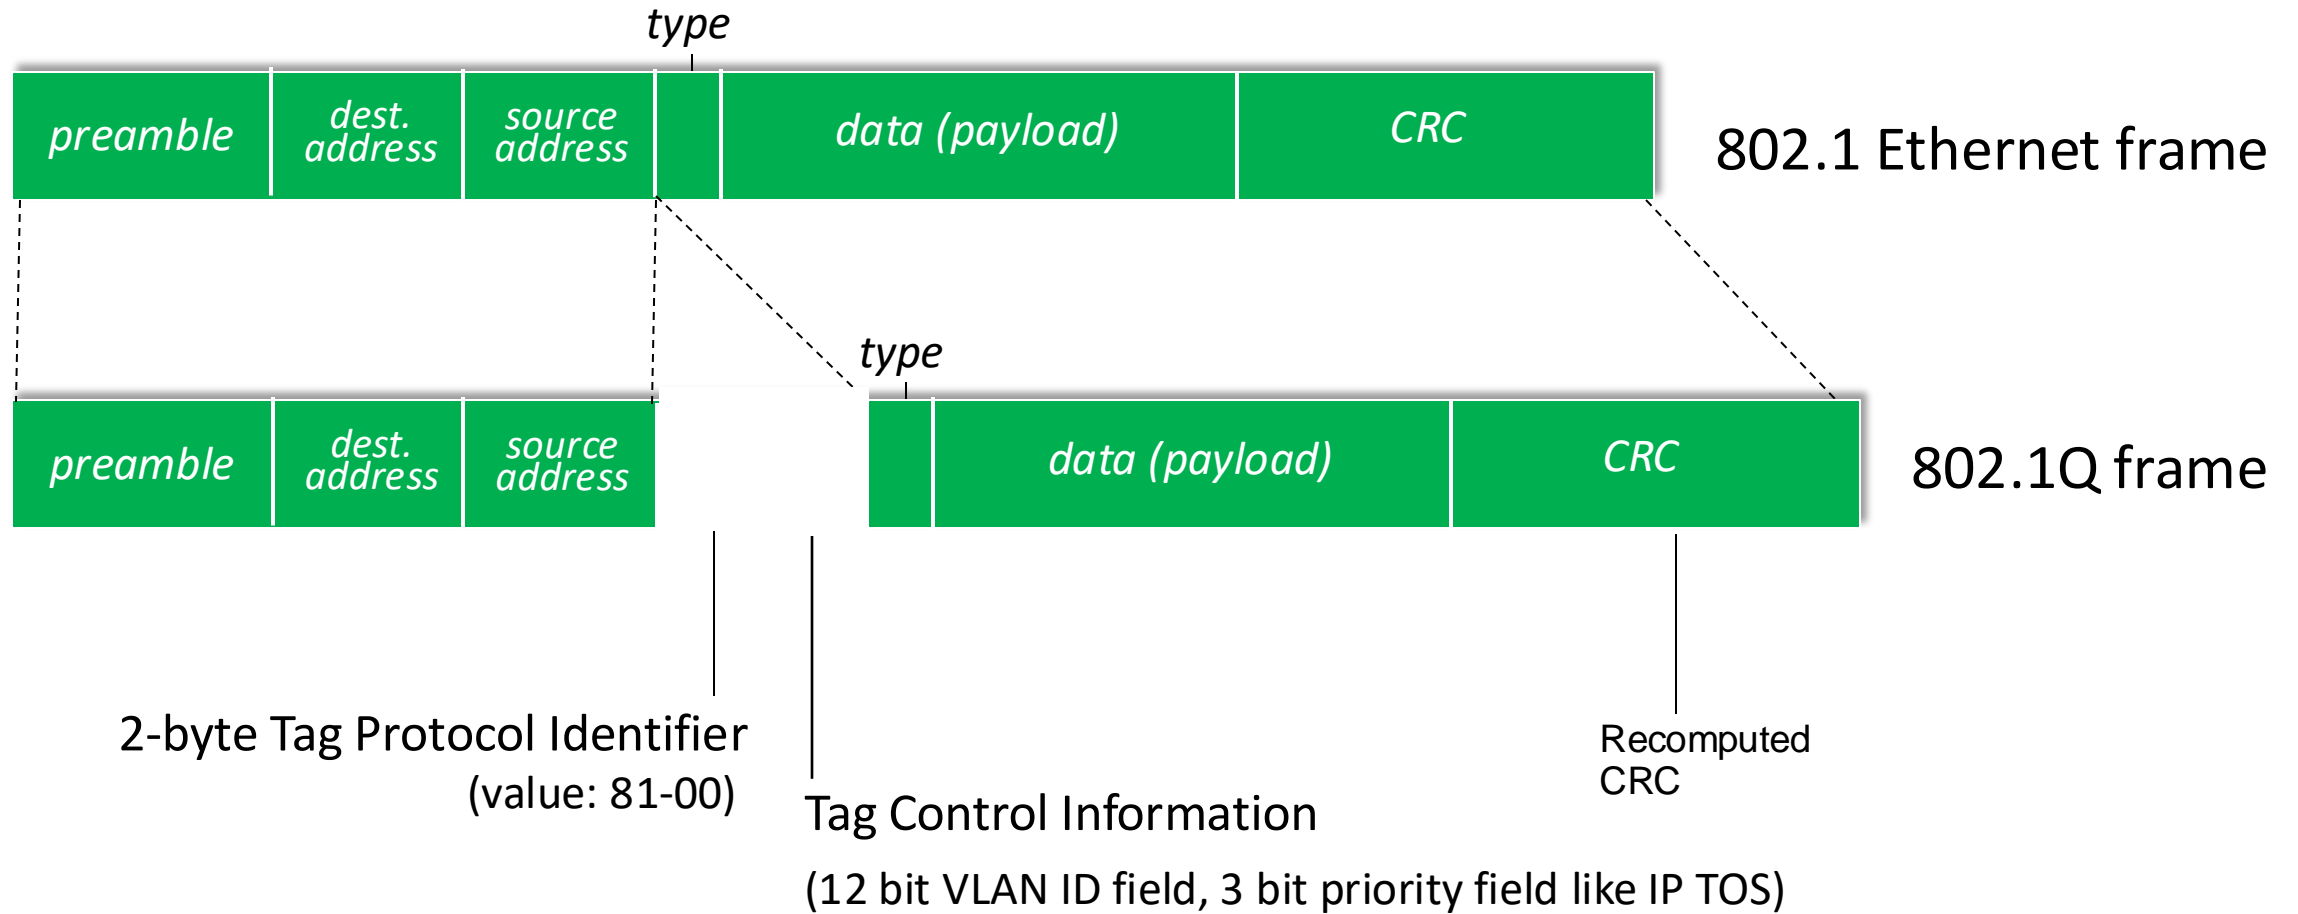 type
preamble
dest.
address
source
address
data (payload)
CRC
802.1 Ethernet frame
type
preamble
dest.
address
source
address
data (payload)
CRC
802.1Q frame
2-byte Tag Protocol Identifier
(value: 81-00)
Recomputed
CRC
Tag Control Information
(12 bit VLAN ID field, 3 bit priority field like IP TOS)